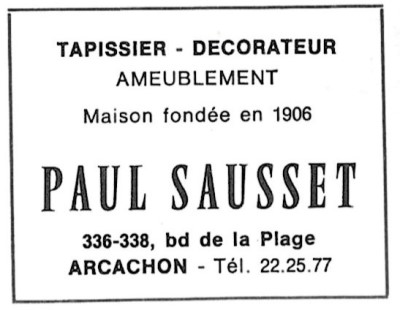 TAPISSIER - DECORATEUR
AMEUBLEMENT
Maison fondée en 1906
PAUL SAUSSET
336-338, bd de la Plage
ARCACHON - Tél. 22.25.77